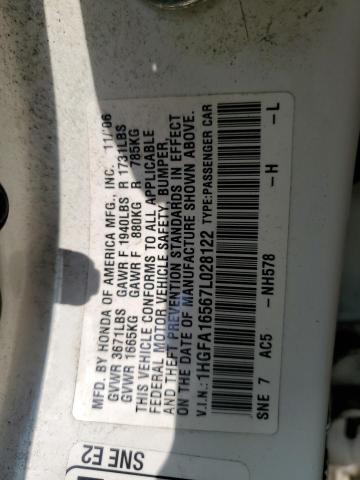 MFD. BY HONDA OF AMERICA MFG., INC. 11/06
GVWR 3671LBS GAWR F 1940LBS R 1731LBS
GVWR 1665KG GAWR F 880KG R 785KG
THIS VEHICLE CONFORMS TO ALL APPLICABLE
FEDERAL MOTOR VEHICLE SAFETY, BUMPER,
AND THEFT PREVENTION STANDARDS IN EFFECT
ON THE DATE OF MANUFACTURE SHOWN ABOVE.
V.I.N.: 1HGFA16567L028122 TYPE:PASSENGER CAR
SNE 7 AC5 -NH578 -H -L
SNE E2